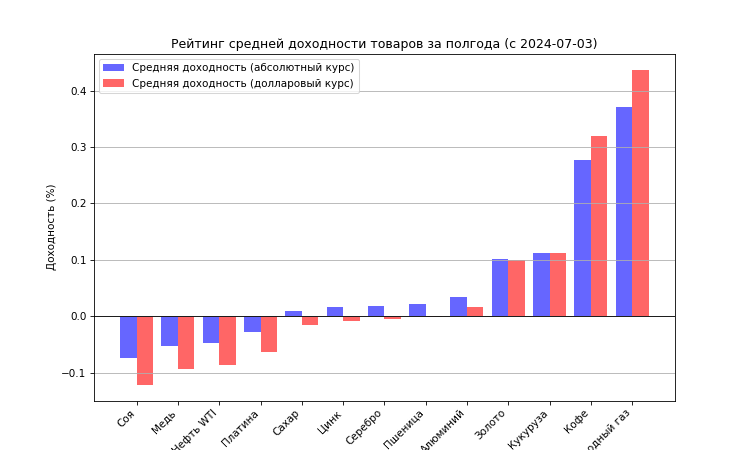 Рейтинг средней доходности товаров за полгода (с 2024-07-03)
Средняя доходность (абсолютный курс)
Средняя доходность (долларовый курс)
Доходность (%)
0.4
0.3
0.2
0.1
0.0
−0.1
Соя
Медь
Нефть WTI
Платина
Сахар
Цинк
Серебро
Пшеница
Алюминий
Золото
Кукуруза
Кофе
газ